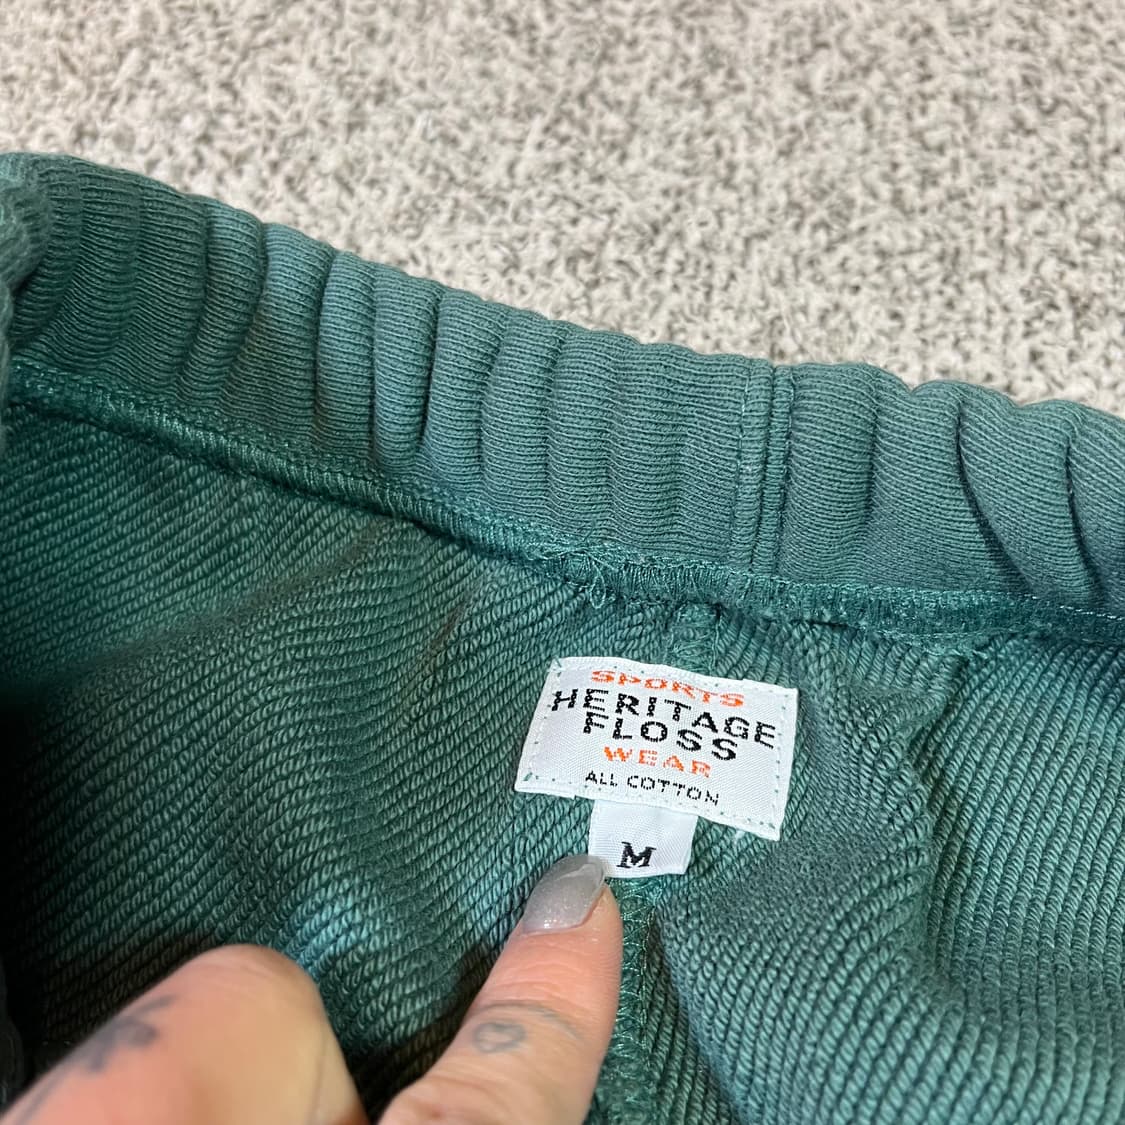 SPORTS
HERITAGE
FLOSS
WEAR
ALL COTTON
M